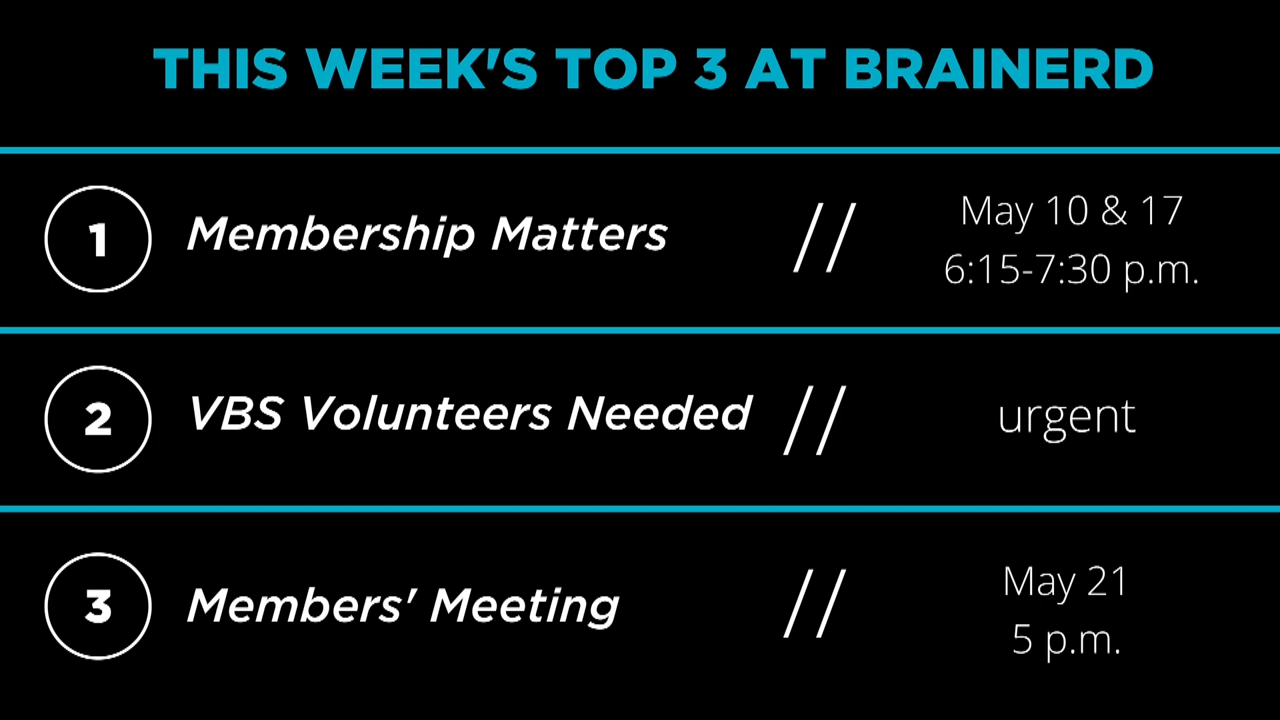 THIS WEEK'S TOP 3 AT BRAINERD
1 Membership Matters // May 10 & 17
6:15-7:30 p.m.
2 VBS Volunteers Needed // urgent
3 Members' Meeting // May 21
5 p.m.